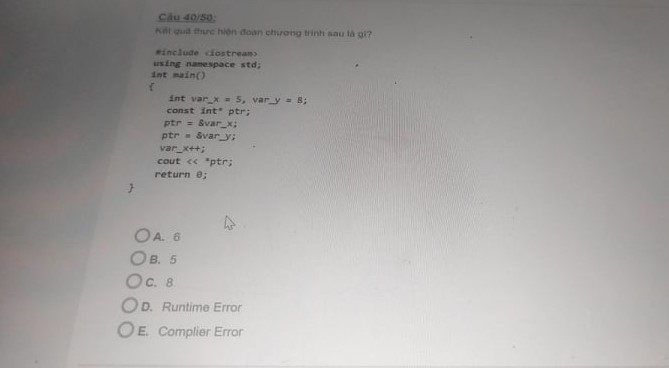 Câu 40/50:
Kết quả thực hiện đoạn chương trình sau là gì?
#include <iostream>
using namespace std;
int main()
{
int var_x = 5, var_y = 8;
const int* ptr;
ptr = &var_x;
ptr = &var_y;
var_x++;
cout << *ptr;
return 0;
}
A. 6
B. 5
C. 8
D. Runtime Error
E. Complier Error